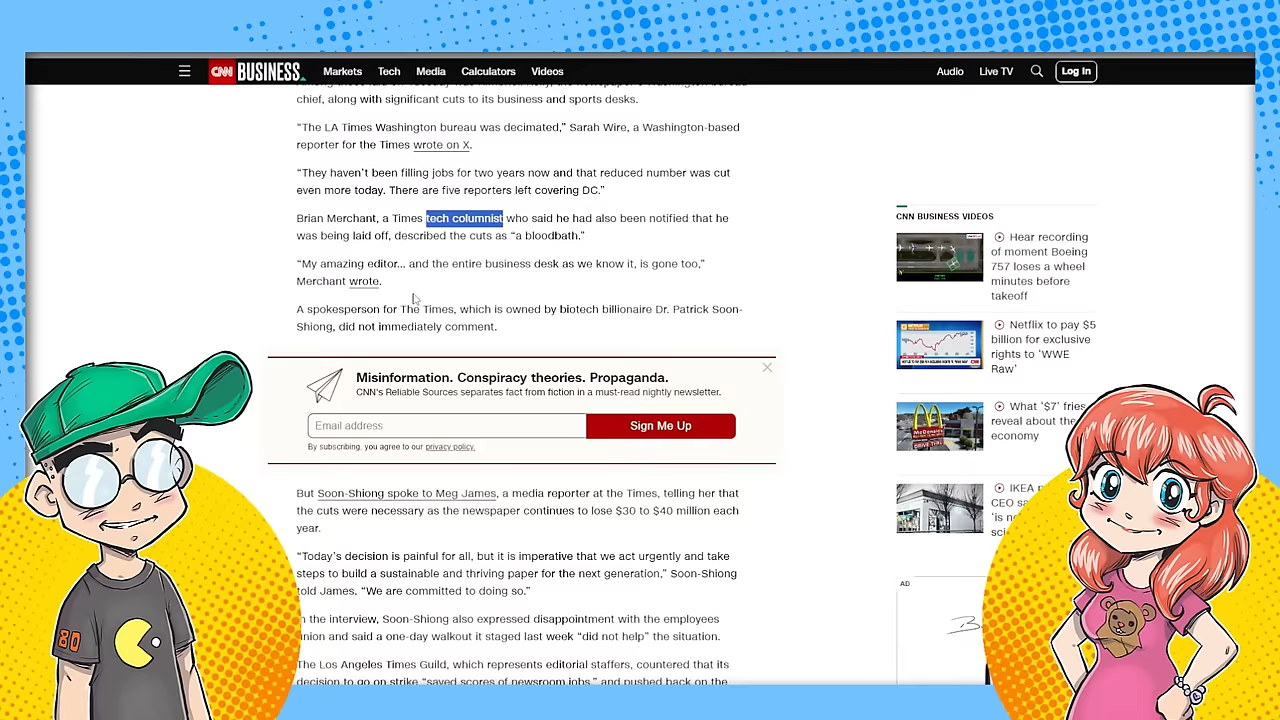 CNN BUSINESS Markets Tech Media Calculators Videos Audio Live TV Log In
chief, along with significant cuts to its business and sports desks.
“The LA Times Washington bureau was decimated,” Sarah Wire, a Washington-based
reporter for the Times wrote on X.
“They haven’t been filling jobs for two years now and that reduced number was cut
even more today. There are five reporters left covering DC.”
Brian Merchant, a Times tech columnist who said he had also been notified that he
was being laid off, described the cuts as “a bloodbath.”
“My amazing editor... and the entire business desk as we know it, is gone too,”
Merchant wrote.
A spokesperson for The Times, which is owned by biotech billionaire Dr. Patrick Soon-
Shiong, did not immediately comment.
Misinformation. Conspiracy theories. Propaganda.
CNN's Reliable Sources separates fact from fiction in a must-read nightly newsletter.
Email address
Sign Me Up
By subscribing, you agree to our privacy policy.
But Soon-Shiong spoke to Meg James, a media reporter at the Times, telling her that
the cuts were necessary as the newspaper continues to lose $30 to $40 million each
year.
“Today’s decision is painful for all, but it is imperative that we act urgently and take
steps to build a sustainable and thriving paper for the next generation,” Soon-Shiong
told James. “We are committed to doing so.”
In the interview, Soon-Shiong also expressed disappointment with the employees
union and said a one-day walkout it staged last week “did not help” the situation.
The Los Angeles Times Guild, which represents editorial staffers, countered that its
decision to go on strike “saved scores of newsroom jobs,” and pushed back on the
CNN BUSINESS VIDEOS
Hear recording
of moment Boeing
757 loses a wheel
minutes before
takeoff
Netflix to pay $5
billion for exclusive
rights to ‘WWE
Raw’
What ‘$7’ fries
reveal about the
economy
IKEA
CEO
‘is
AD
80